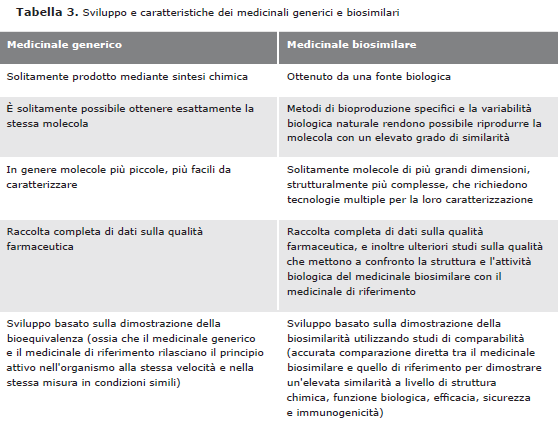 Tabella 3. Sviluppo e caratteristiche dei medicinali generici e biosimilari
Medicinale generico
Medicinale biosimilare
Solitamente prodotto mediante sintesi chimica
Ottenuto da una fonte biologica
È solitamente possibile ottenere esattamente la
stessa molecola
Metodi di bioproduzione specifici e la variabilità
biologica naturale rendono possibile riprodurre la
molecola con un elevato grado di similarità
In genere molecole più piccole, più facili da
caratterizzare
Solitamente molecole di più grandi dimensioni,
strutturalmente più complesse, che richiedono
tecnologie multiple per la loro caratterizzazione
Raccolta completa di dati sulla qualità
farmaceutica
Raccolta completa di dati sulla qualità
farmaceutica, e inoltre ulteriori studi sulla qualità
che mettono a confronto la struttura e l'attività
biologica del medicinale biosimilare con il
medicinale di riferimento
Sviluppo basato sulla dimostrazione della
bioequivalenza (ossia che il medicinale generico
e il medicinale di riferimento rilasciano il principio
attivo nell'organismo alla stessa velocità e nella
stessa misura in condizioni simili)
Sviluppo basato sulla dimostrazione della
biosimilarità utilizzando studi di comparabilità
(accurata comparazione diretta tra il medicinale
biosimilare e quello di riferimento per dimostrare
un'elevata similarità a livello di struttura
chimica, funzione biologica, efficacia, sicurezza
e immunogenicità)